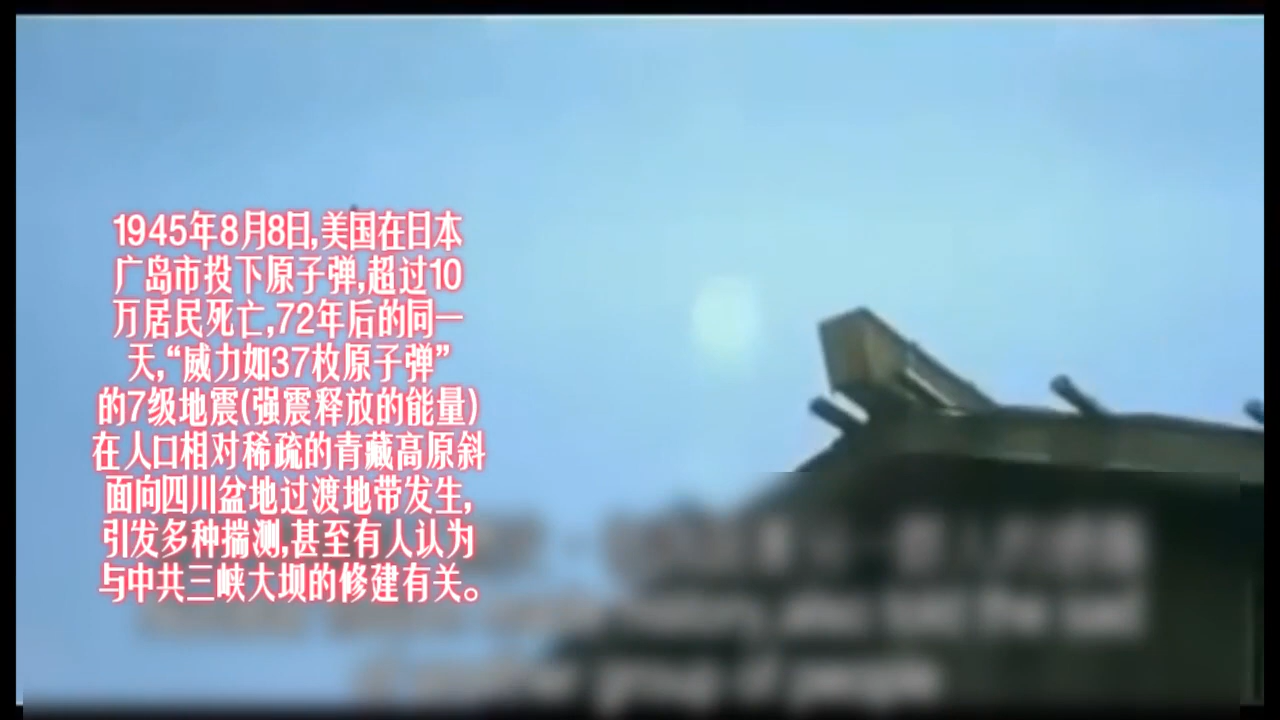 1945年8月8日,美国在日本
广岛市投下原子弹,超过10
万居民死亡,72年后的同一
天,“威力如37枚原子弹”
的7级地震(强震释放的能量)
在人口相对稀疏的青藏高原斜
面向四川盆地过渡地带发生,
引发多种揣测,甚至有人认为
与中共三峡大坝的修建有关。